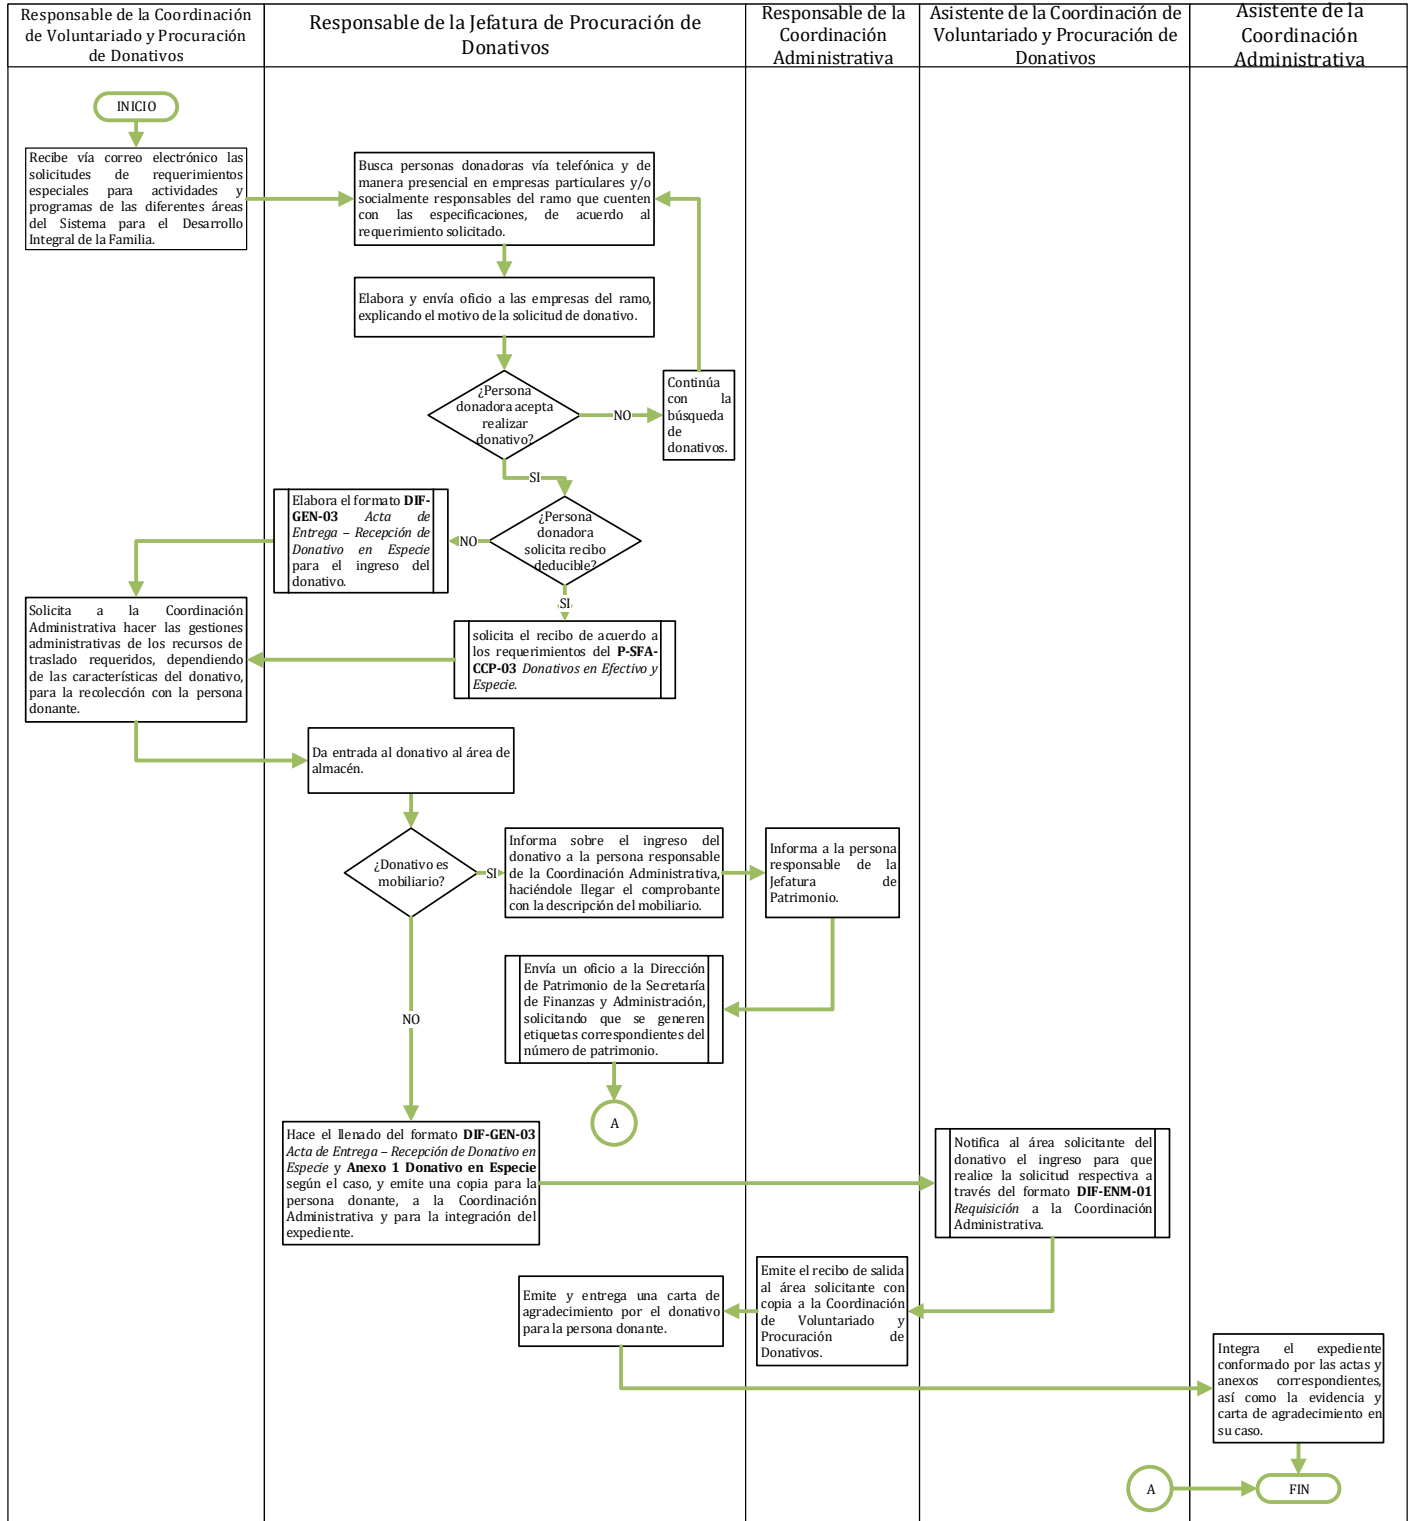 Responsable de la Coordinación
de Voluntariado y Procuración
de Donativos
Responsable de la Jefatura de Procuración de
Donativos
Responsable de la
Coordinación
Administrativa
Asistente de la Coordinación de
Voluntariado y Procuración de
Donativos
Asistente de la
Coordinación
Administrativa
INICIO
Recibe vía correo electrónico las
solicitudes de requerimientos
especiales para actividades y
programas de las diferentes áreas
del Sistema para el Desarrollo
Integral de la Familia.
Busca personas donadoras vía telefónica y de
manera presencial en empresas particulares y/o
socialmente responsables del ramo que cuenten
con las especificaciones, de acuerdo al
requerimiento solicitado.
Elabora y envía oficio a las empresas del ramo,
explicando el motivo de la solicitud de donativo.
¿Persona
donadora acepta
realizar
donativo?
NO
Continúa
con la
búsqueda
de
donativos.
SI
¿Persona
donadora
solicita recibo
deducible?
NO
Elabora el formato DIF-
GEN-03 Acta de
Entrega – Recepción de
Donativo en Especie
para el ingreso del
donativo.
SI
solicita el recibo de acuerdo a
los requerimientos del P-SFA-
CCP-03 Donativos en Efectivo y
Especie.
Solicita a la Coordinación
Administrativa hacer las gestiones
administrativas de los recursos de
traslado requeridos, dependiendo
de las características del donativo,
para la recolección con la persona
donante.
Da entrada al donativo al área de
almacén.
¿Donativo es
mobiliario?
SI
Informa sobre el ingreso del
donativo a la persona responsable
de la Coordinación Administrativa,
haciéndole llegar el comprobante
con la descripción del mobiliario.
Informa a la persona
responsable de la
Jefatura de
Patrimonio.
Envía un oficio a la Dirección
de Patrimonio de la Secretaría
de Finanzas y Administración,
solicitando que se generen
etiquetas correspondientes del
número de patrimonio.
NO
A
Hace el llenado del formato DIF-GEN-03
Acta de Entrega – Recepción de Donativo en
Especie y Anexo 1 Donativo en Especie
según el caso, y emite una copia para la
persona donante, a la Coordinación
Administrativa y para la integración del
expediente.
Notifica al área solicitante del
donativo el ingreso para que
realice la solicitud respectiva a
través del formato DIF-ENM-01
Requisición a la Coordinación
Administrativa.
Emite el recibo de salida
al área solicitante con
copia a la Coordinación
de Voluntariado y
Procuración de
Donativos.
Emite y entrega una carta de
agradecimiento por el donativo
para la persona donante.
Integra el expediente
conformado por las actas y
anexos correspondientes,
así como la evidencia y
carta de agradecimiento en
su caso.
A
FIN